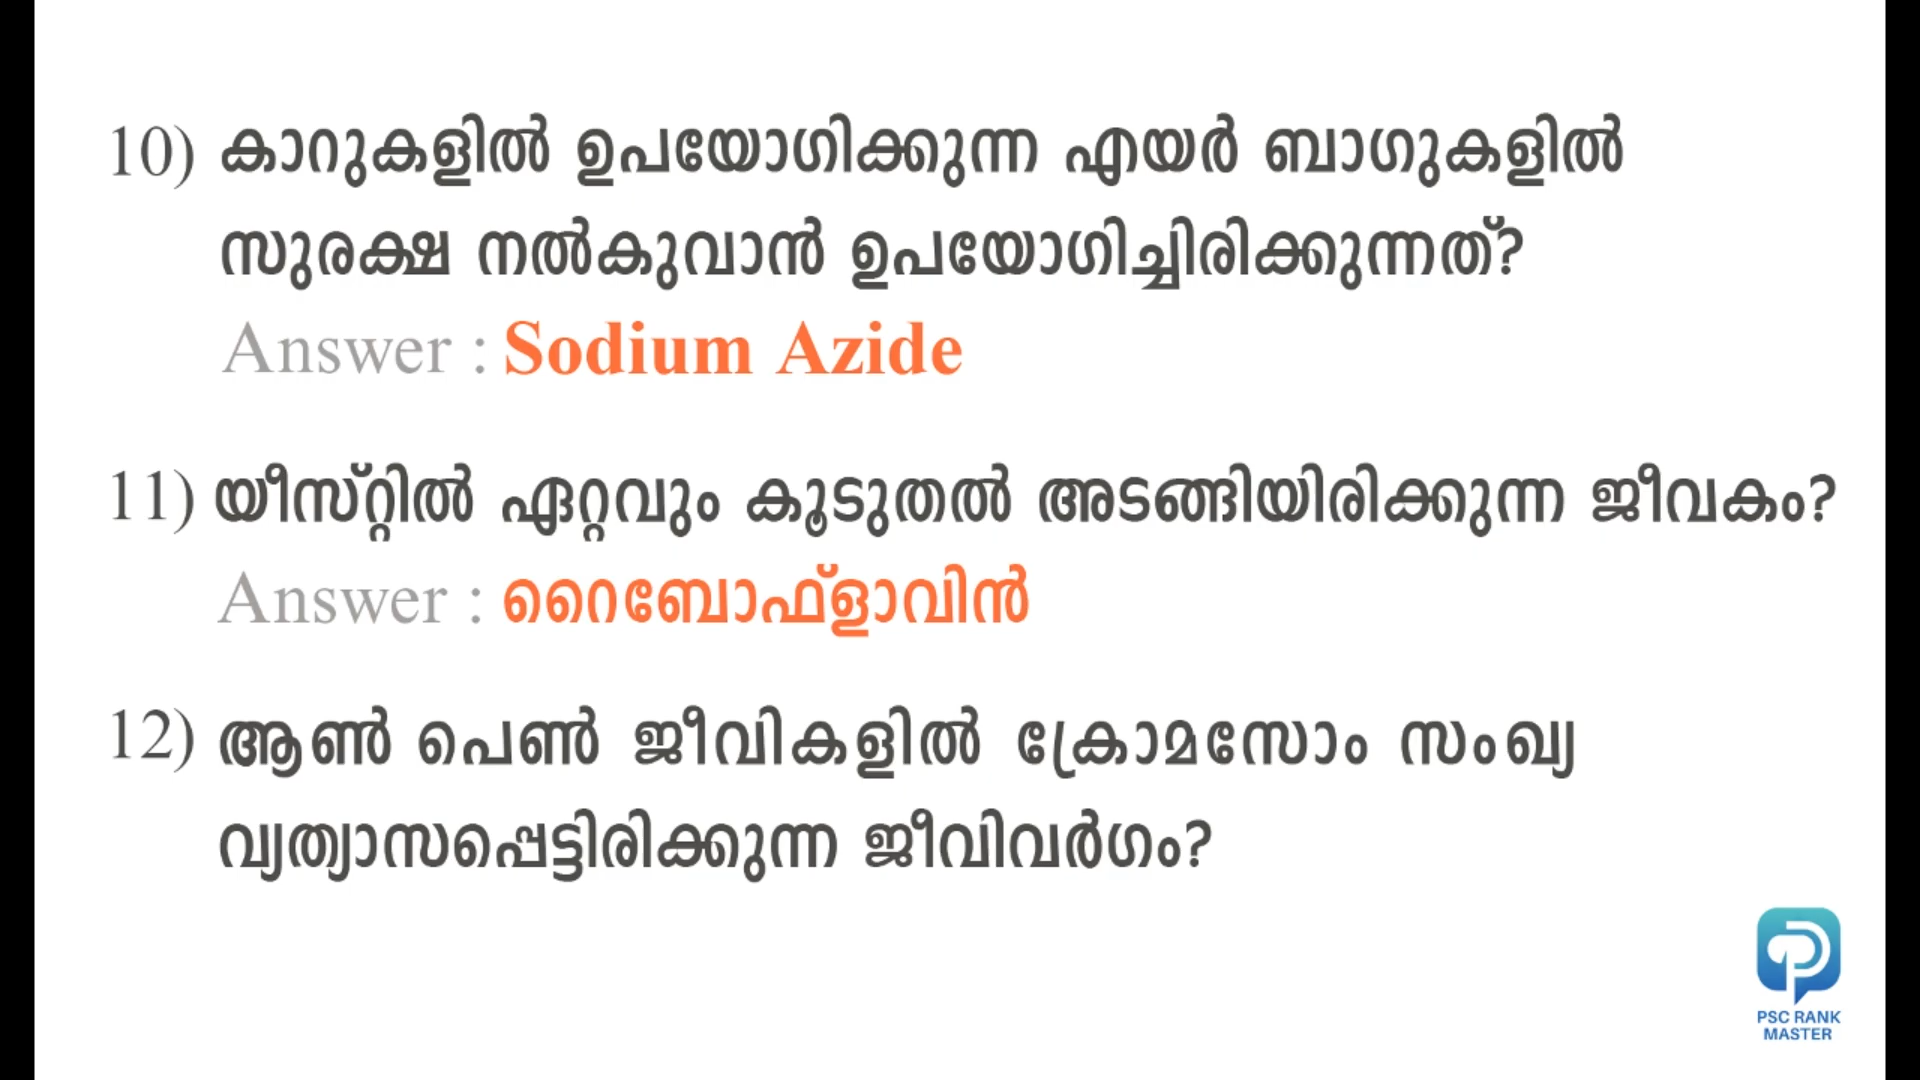 10) കാറുകളിൽ ഉപയോഗിക്കുന്ന എയർ ബാഗുകളിൽ
സുരക്ഷ നൽകുവാൻ ഉപയോഗിച്ചിരിക്കുന്നത്?
Answer : Sodium Azide
11) യീസ്റ്റിൽ ഏറ്റവും കൂടുതൽ അടങ്ങിയിരിക്കുന്ന ജീവകം?
Answer : റൈബോഫ്ളാവിൻ
12) ആൺ പെൺ ജീവികളിൽ ക്രോമസോം സംഖ്യ
വ്യത്യാസപ്പെട്ടിരിക്കുന്ന ജീവിവർഗം?
PSC RANK
MASTER